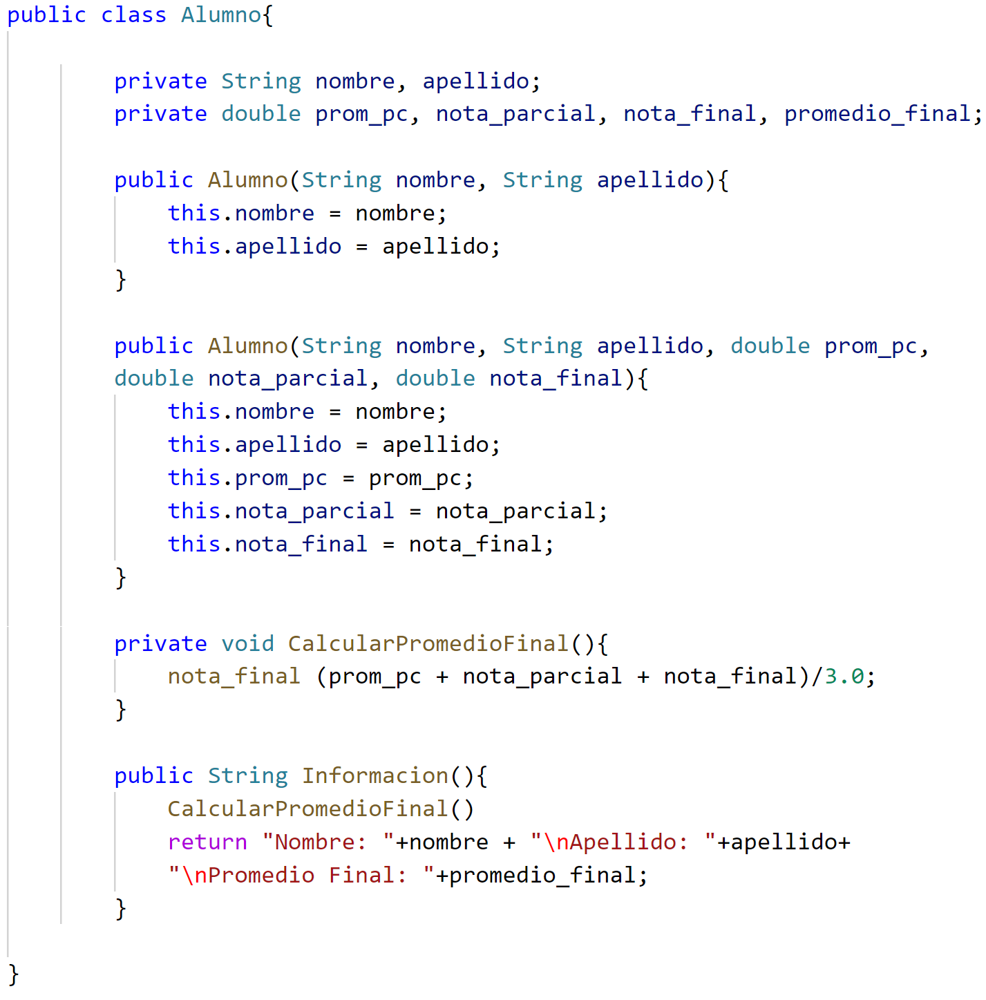 public class Alumno{
private String nombre, apellido;
private double prom_pc, nota_parcial, nota_final, promedio_final;
public Alumno(String nombre, String apellido){
this.nombre = nombre;
this.apellido = apellido;
}
public Alumno(String nombre, String apellido, double prom_pc,
double nota_parcial, double nota_final){
this.nombre = nombre;
this.apellido = apellido;
this.prom_pc = prom_pc;
this.nota_parcial = nota_parcial;
this.nota_final = nota_final;
}
private void CalcularPromedioFinal(){
nota_final (prom_pc + nota_parcial + nota_final)/3.0;
}
public String Informacion(){
CalcularPromedioFinal()
return "Nombre: "+nombre + "\nApellido: "+apellido+
"\nPromedio Final: "+promedio_final;
}
}